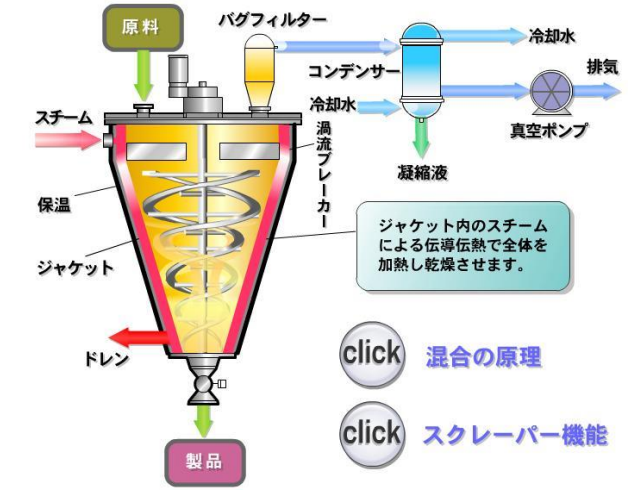 原料
バグフィルター
冷却水
コンデンサー
排気
冷却水
スチーム
真空ポンプ
渦流ブレーカー
凝縮液
保温
ジャケット内のスチーム
による伝導伝熱で全体を
加熱し乾燥させます。
ジャケット
click 混合の原理
ドレン
click スクレーパー機能
製品